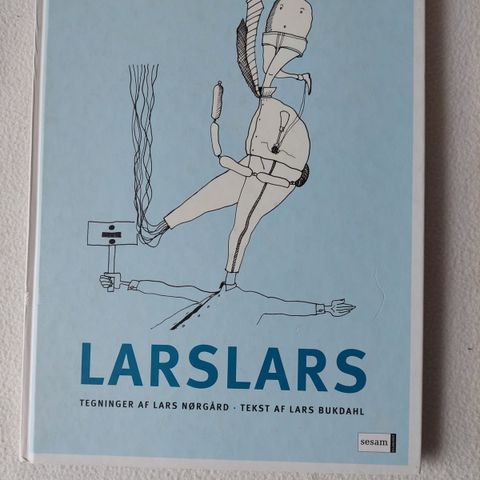 LARSLARS
TEGNINGER AF LARS NØRGÅRD · TEKST AF LARS BUKDAHL
sesam